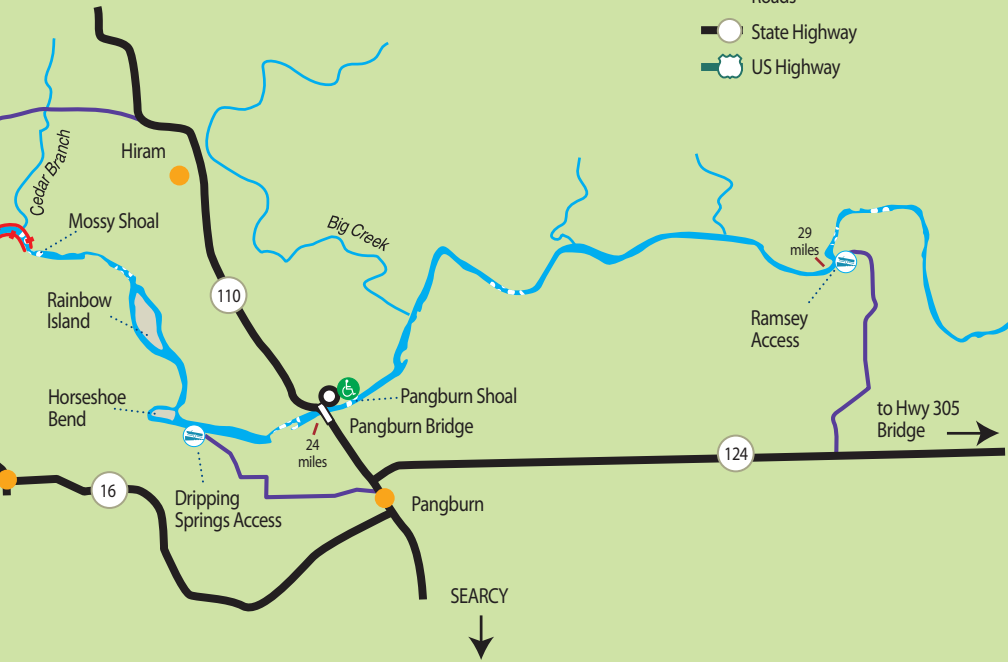 Roads
State Highway
US Highway
Cedar Branch
Hiram
Mossy Shoal
Big Creek
29
miles
Rainbow
Island
110
Ramsey
Access
Horseshoe
Bend
Pangburn Shoal
Pangburn Bridge
24
miles
to Hwy 305
Bridge
124
16
Dripping
Springs Access
Pangburn
SEARCY